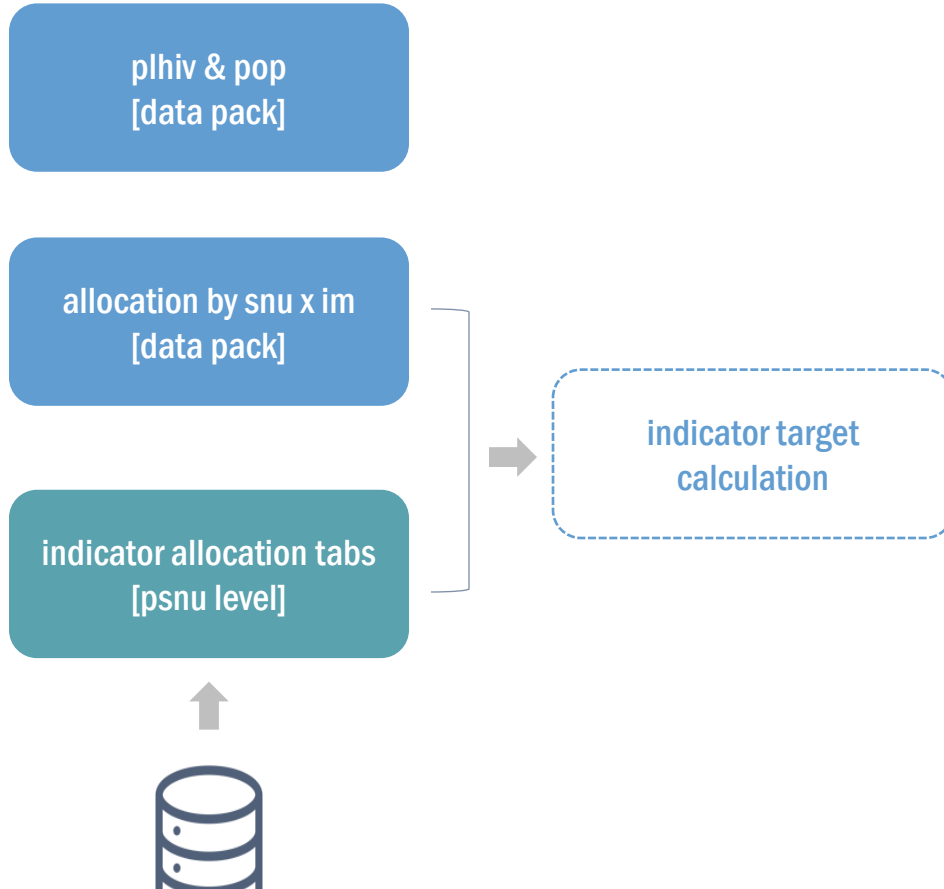 plhiv & pop
[data pack]
allocation by snu x im
[data pack]
indicator target
calculation
indicator allocation tabs
[psnu level]